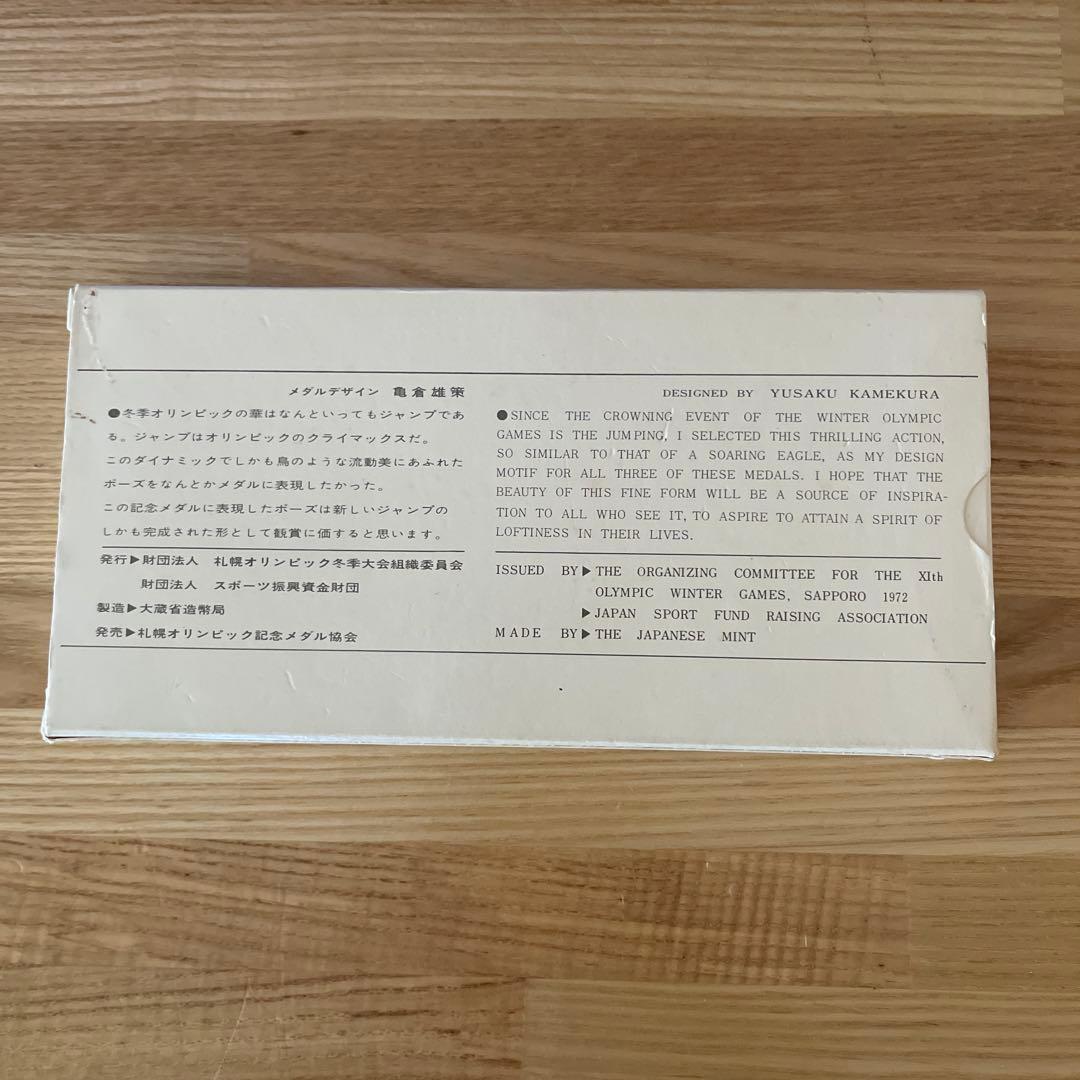 メダルデザイン 亀倉雄策
●冬季オリンピックの華はなんといってもジャンプであ
る。ジャンプはオリンピックのクライマックスだ。
このダイナミックでしかも鳥のような流動美にあふれた
ポーズをなんとかメダルに表現したかった。
この記念メダルに表現したポーズは新しいジャンプの
しかも完成された形として観賞に価すると思います。
発行▶財団法人 札幌オリンピック冬季大会組織委員会
財団法人 スポーツ振興資金財団
製造▶大蔵省造幣局
発売▶札幌オリンピック記念メダル協会
DESIGNED BY YUSAKU KAMEKURA
●SINCE THE CROWNING EVENT OF THE WINTER OLYMPIC
GAMES IS THE JUMPING, I SELECTED THIS THRILLING ACTION,
SO SIMILAR TO THAT OF A SOARING EAGLE, AS MY DESIGN
MOTIF FOR ALL THREE OF THESE MEDALS. I HOPE THAT THE
BEAUTY OF THIS FINE FORM WILL BE A SOURCE OF INSPIRA-
TION TO ALL WHO SEE IT, TO ASPIRE TO ATTAIN A SPIRIT OF
LOFTINESS IN THEIR LIVES.
ISSUED BY▶THE ORGANIZING COMMITTEE FOR THE XIth
OLYMPIC WINTER GAMES, SAPPORO 1972
▶JAPAN SPORT FUND RAISING ASSOCIATION
MADE BY▶THE JAPANESE MINT